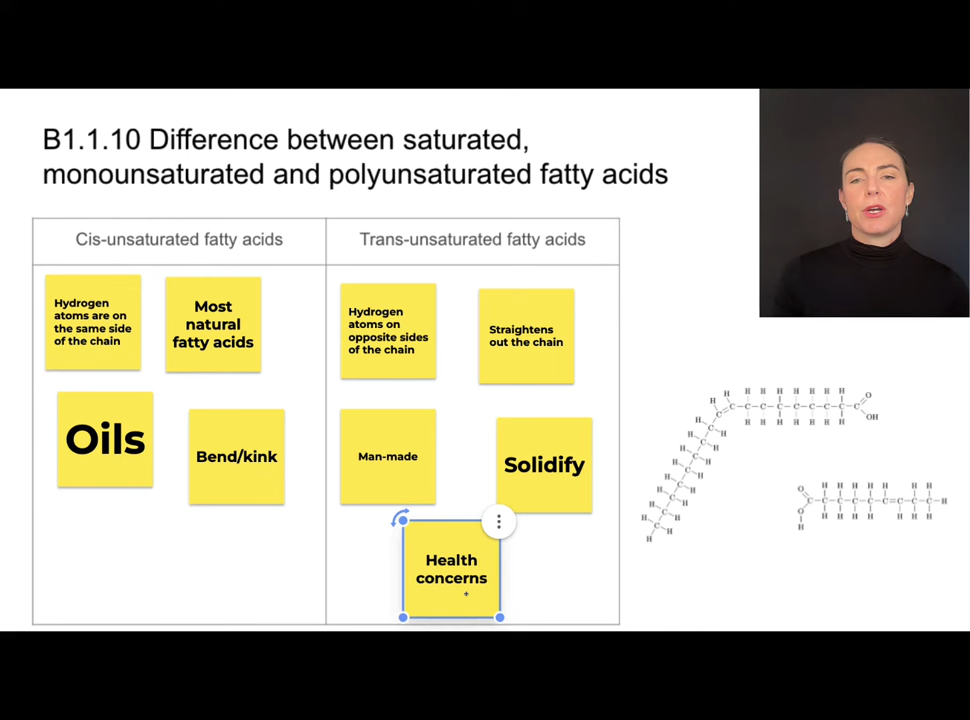 B1.1.10 Difference between saturated,
monounsaturated and polyunsaturated fatty acids
Cis-unsaturated fatty acids
Trans-unsaturated fatty acids
Hydrogen
atoms are on
the same side
of the chain
Most
natural
fatty acids
Hydrogen
atoms on
opposite sides
of the chain
Straightens
out the chain
Oils
Bend/kink
Man-made
Solidify
Health
concerns